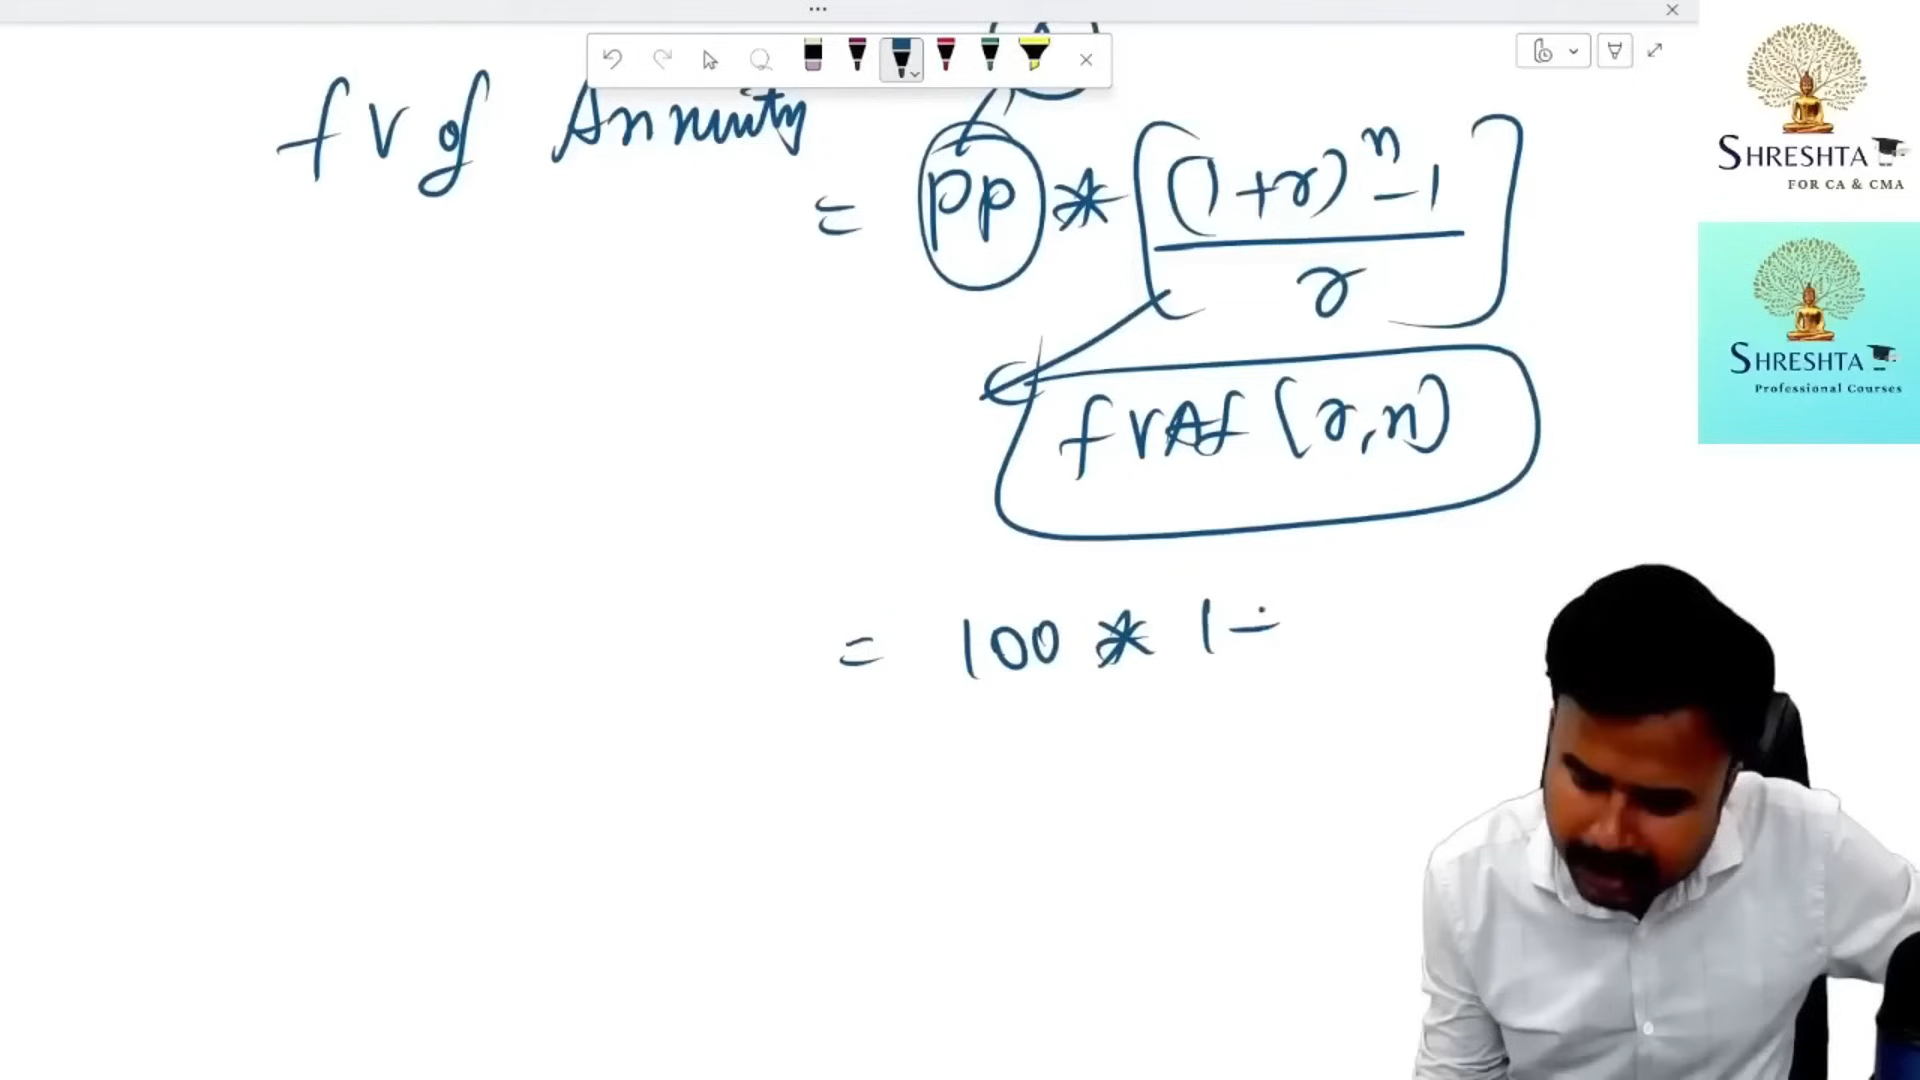 fv of Annuity
= PP * [(1+r)^n - 1
r]
fvAf (r,n)
= 100 * 1
SHRESHTA
FOR CA & CMA
SHRESHTA
Professional Courses